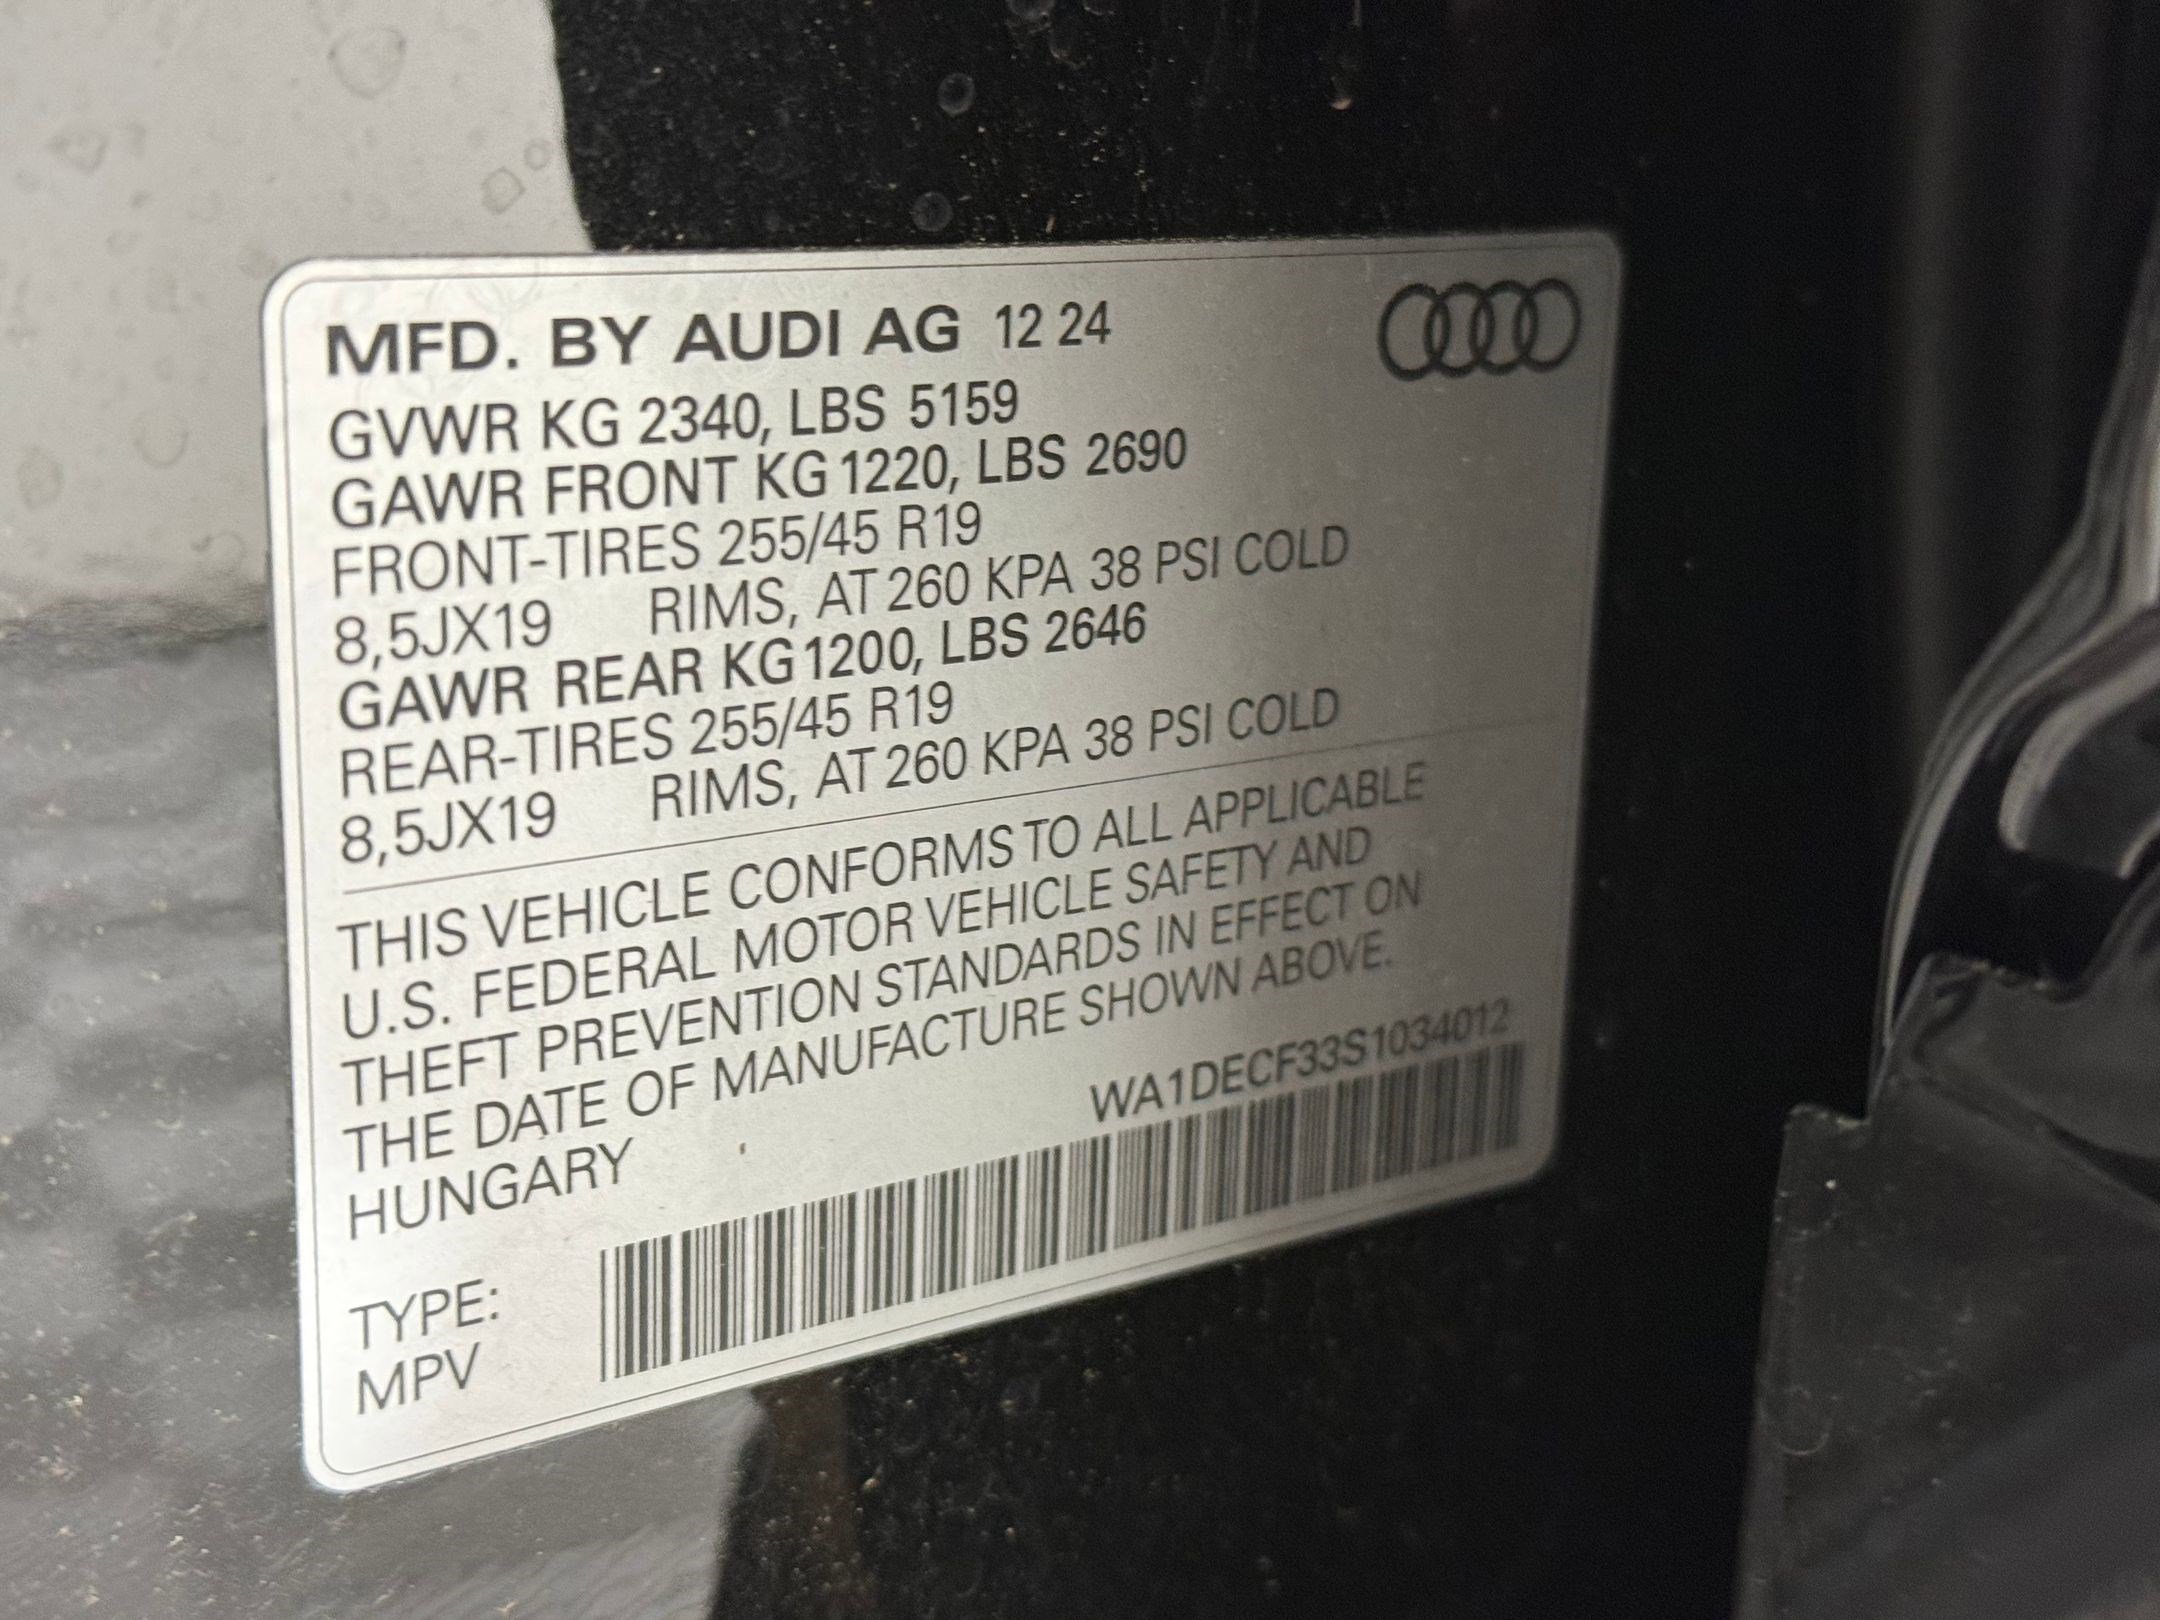 MFD. BY AUDI AG 12 24
GVWR KG 2340, LBS 5159
GAWR FRONT KG 1220, LBS 2690
FRONT-TIRES 255/45 R19
8,5JX19 RIMS, AT 260 KPA 38 PSI COLD
GAWR REAR KG 1200, LBS 2646
REAR-TIRES 255/45 R19
8,5JX19 RIMS, AT 260 KPA 38 PSI COLD
THIS VEHICLE CONFORMS TO ALL APPLICABLE
U.S. FEDERAL MOTOR VEHICLE SAFETY AND
THEFT PREVENTION STANDARDS IN EFFECT ON
THE DATE OF MANUFACTURE SHOWN ABOVE.
HUNGARY
WA1DECF33S1034012
TYPE:
MPV